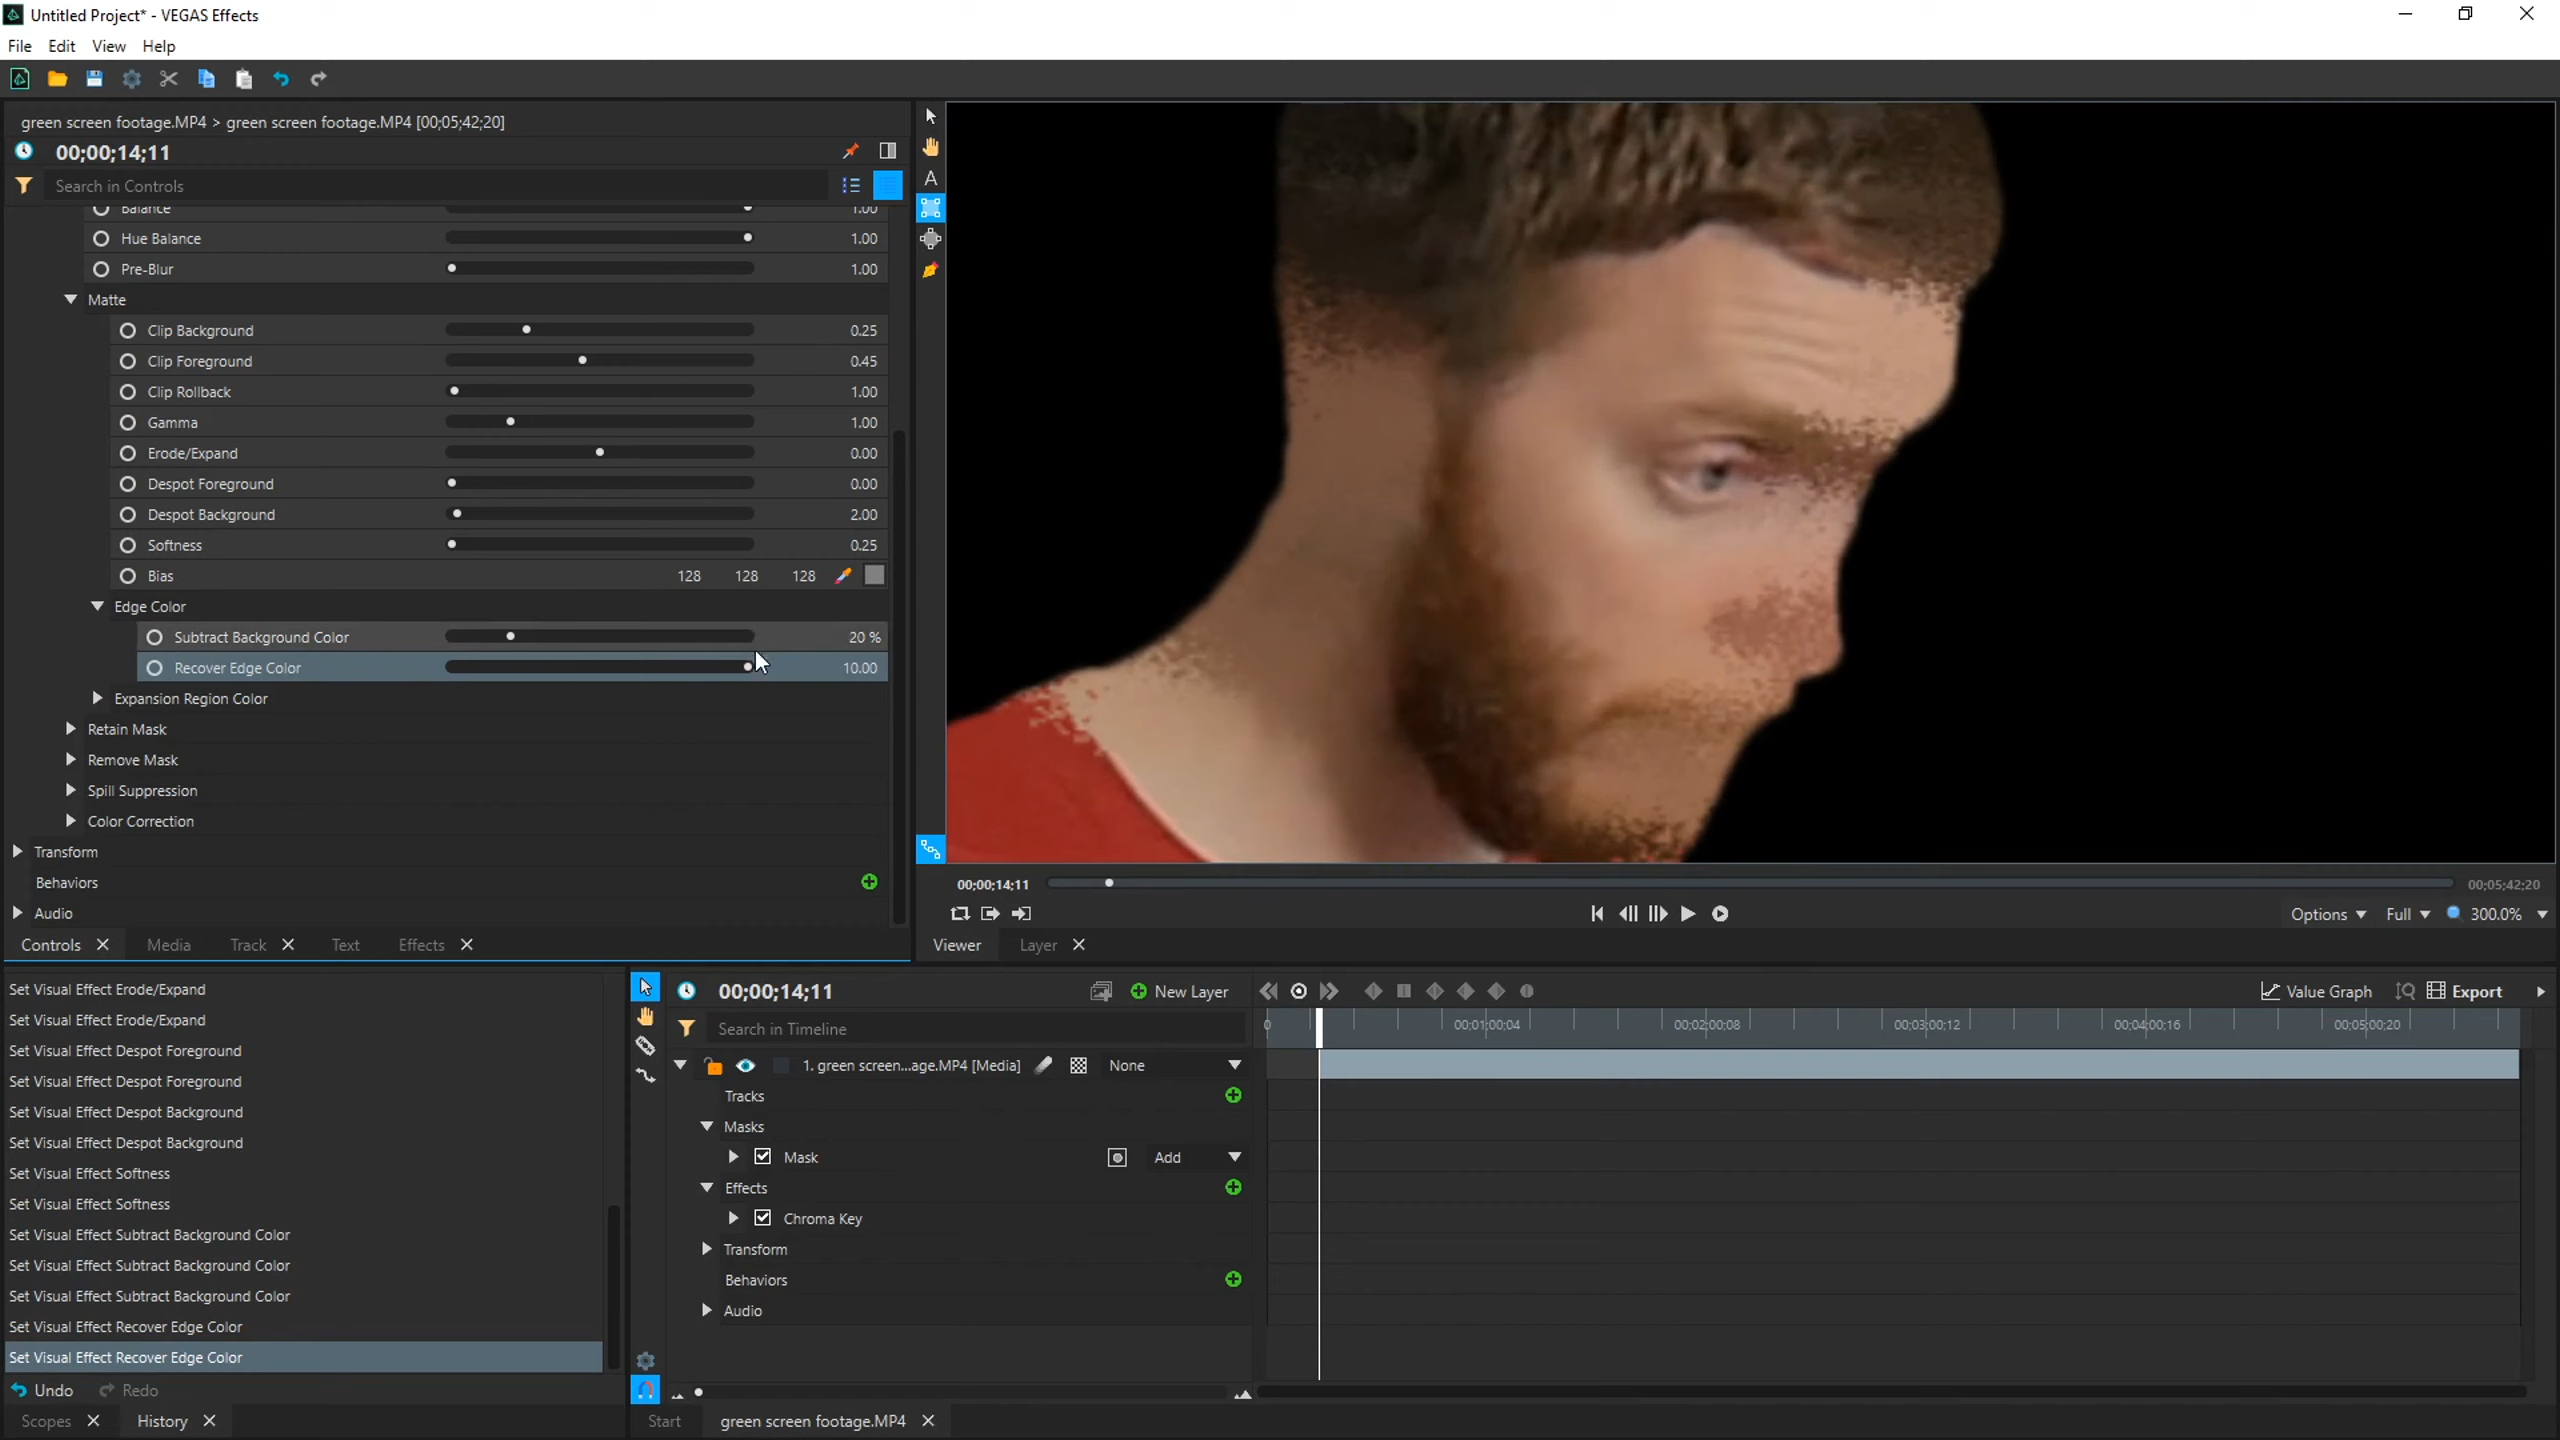 Untitled Project* - VEGAS Effects
File Edit View Help
green screen footage.MP4 > green screen footage.MP4 [00;05;42;20]
00;00;14;11
Search in Controls
Balance 1.00
Hue Balance 1.00
Pre-Blur 1.00
Matte
Clip Background 0.25
Clip Foreground 0.45
Clip Rollback 1.00
Gamma 1.00
Erode/Expand 0.00
Despot Foreground 0.00
Despot Background 2.00
Softness 0.25
Bias 128 128 128
Edge Color
Subtract Background Color 20 %
Recover Edge Color 10.00
Expansion Region Color
Retain Mask
Remove Mask
Spill Suppression
Color Correction
Transform
Behaviors
Audio
Controls Media Track Text Effects
A
00;00;14;11 00;05;42;20
Options Full 300.0%
Viewer Layer
Set Visual Effect Erode/Expand
Set Visual Effect Erode/Expand
Set Visual Effect Despot Foreground
Set Visual Effect Despot Foreground
Set Visual Effect Despot Background
Set Visual Effect Despot Background
Set Visual Effect Softness
Set Visual Effect Softness
Set Visual Effect Subtract Background Color
Set Visual Effect Subtract Background Color
Set Visual Effect Subtract Background Color
Set Visual Effect Recover Edge Color
Set Visual Effect Recover Edge Color
Undo Redo
Scopes History
00;00;14;11 New Layer Value Graph Export
Search in Timeline
0 00;01;00;04 00;02;00;08 00;03;00;12 00;04;00;16 00;05;00;20
1. green screen...age.MP4 [Media] None
Tracks
Masks
Mask Add
Effects
Chroma Key
Transform
Behaviors
Audio
Start green screen footage.MP4